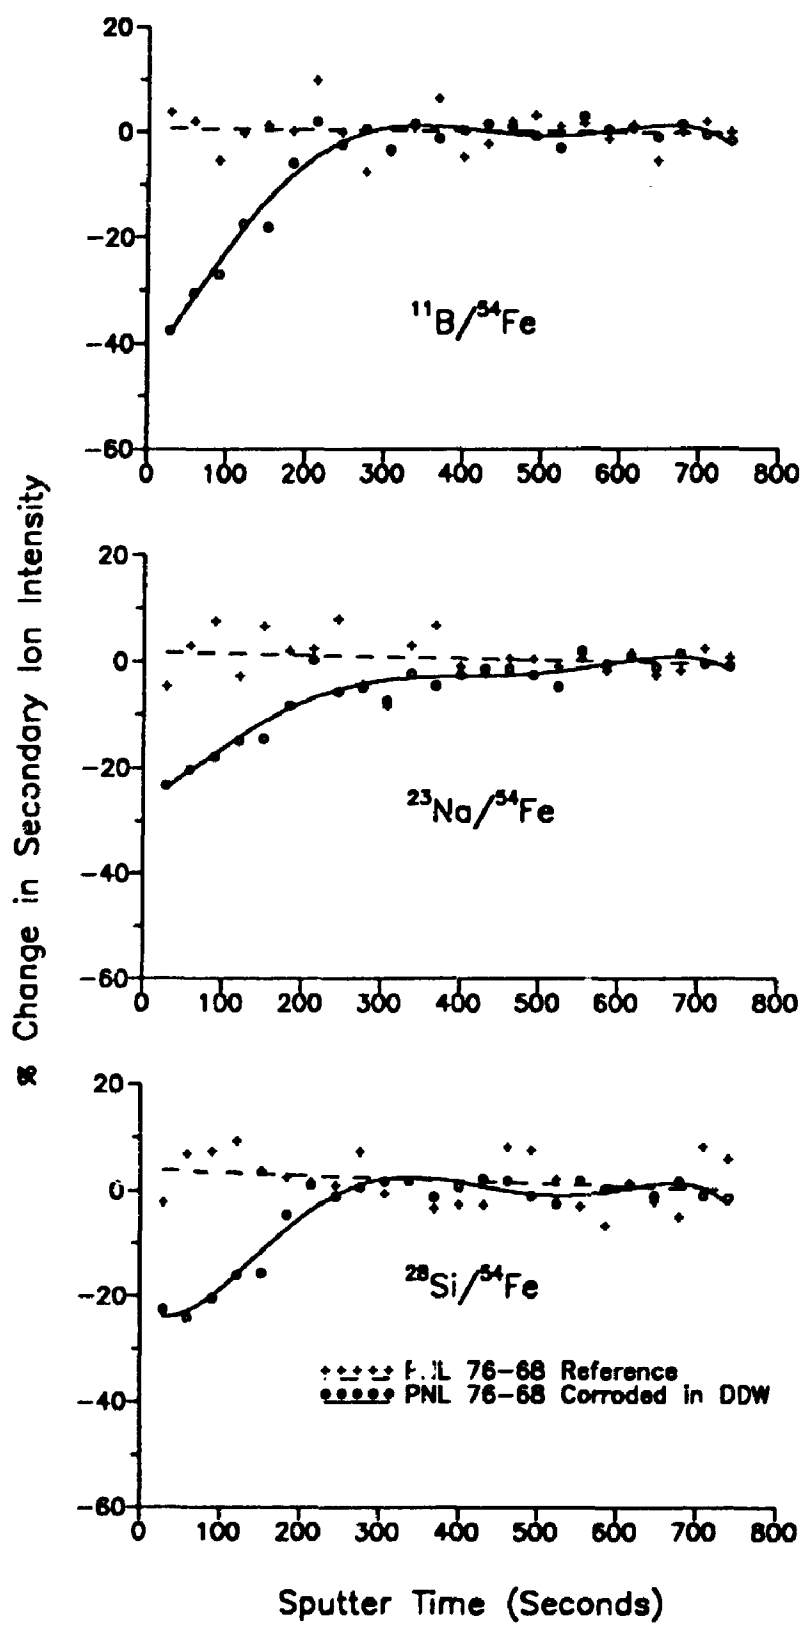 20
0
−20
−40
−60
0 100 200 300 400 500 600 700 800
¹¹B/⁵⁴Fe
% Change in Secondary Ion Intensity
20
0
−20
−40
−60
0 100 200 300 400 500 600 700 800
²³Na/⁵⁴Fe
20
0
−20
−40
−60
0 100 200 300 400 500 600 700 800
²⁸Si/⁵⁴Fe
76−68 Reference
PNL 76−68 Corroded in DDW
Sputter Time (Seconds)